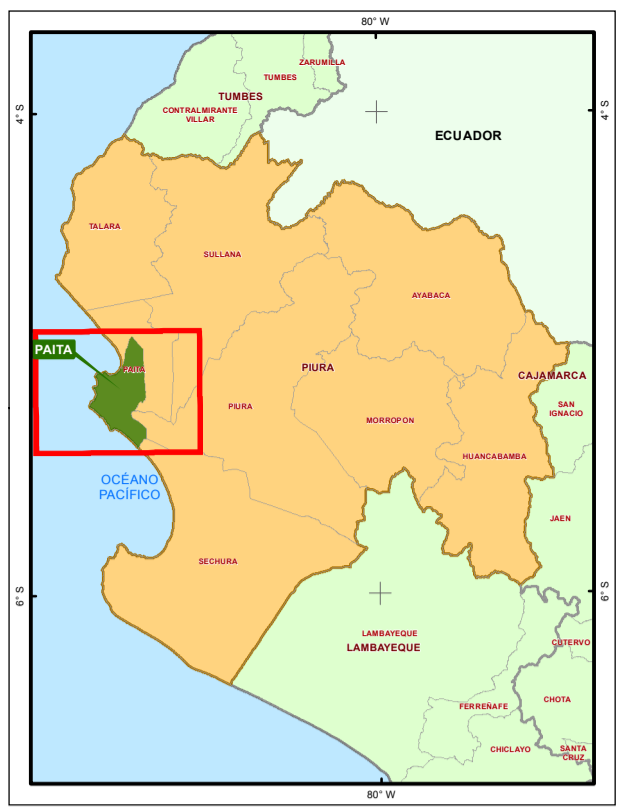 80° W
ZARUMILLA
TUMBES
TUMBES
CONTRALMIRANTE
VILLAR
4° S
4° S
ECUADOR
TALARA
SULLANA
AYABACA
PAITA
PAITA
PIURA
CAJAMARCA
SAN
IGNACIO
PIURA
MORROPON
HUANCABAMBA
OCÉANO
PACÍFICO
JAEN
SECHURA
6° S
6° S
LAMBAYEQUE
LAMBAYEQUE
CUTERVO
CHOTA
FERREÑAFE
CHICLAYO
SANTA
CRUZ
80° W